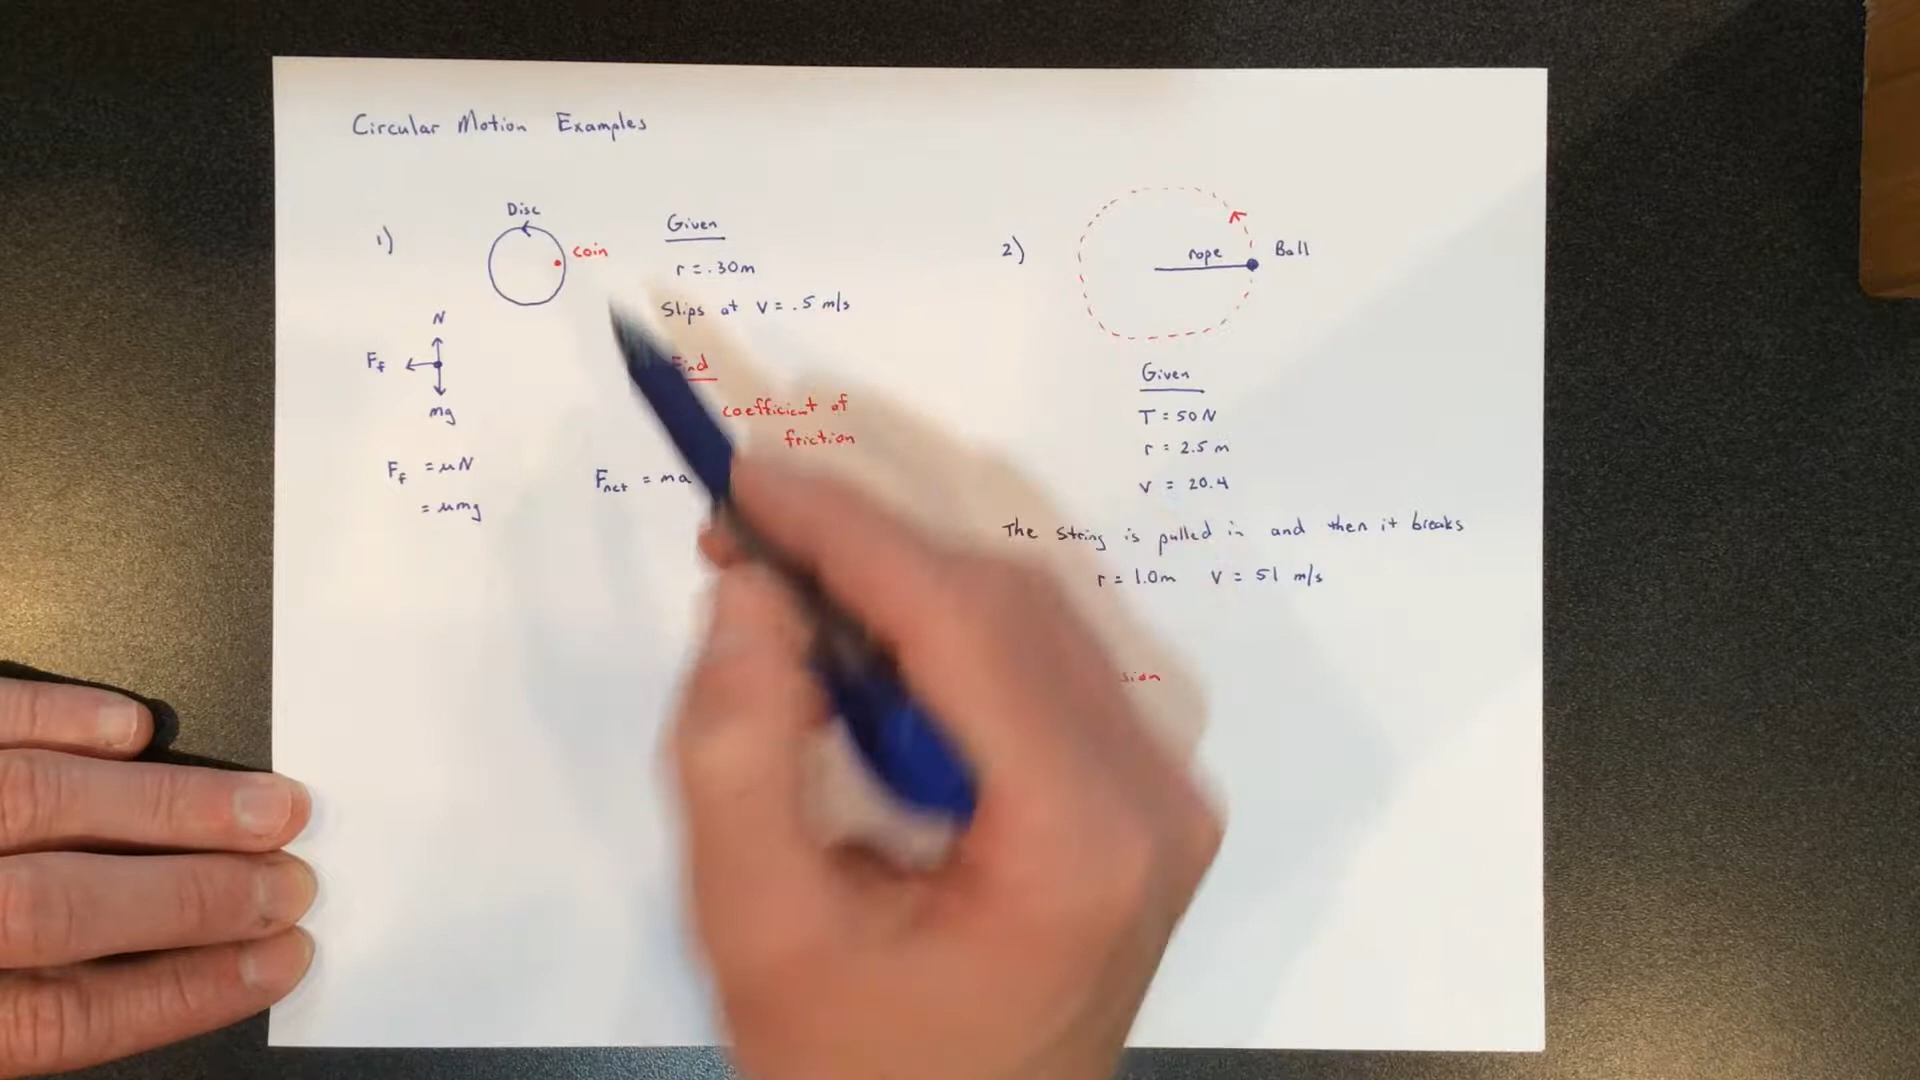 Circular Motion Examples
1)
Disc
coin
N
Ff
mg
Ff = μN
= μmg
Given
r = .30m
Slips at v = .5 m/s
Find
coefficient of
friction
Fnet = ma
2)
rope
Ball
Given
T = 50 N
r = 2.5 m
v = 20.4
The string is pulled in and then it breaks
r = 1.0m v = 51 m/s